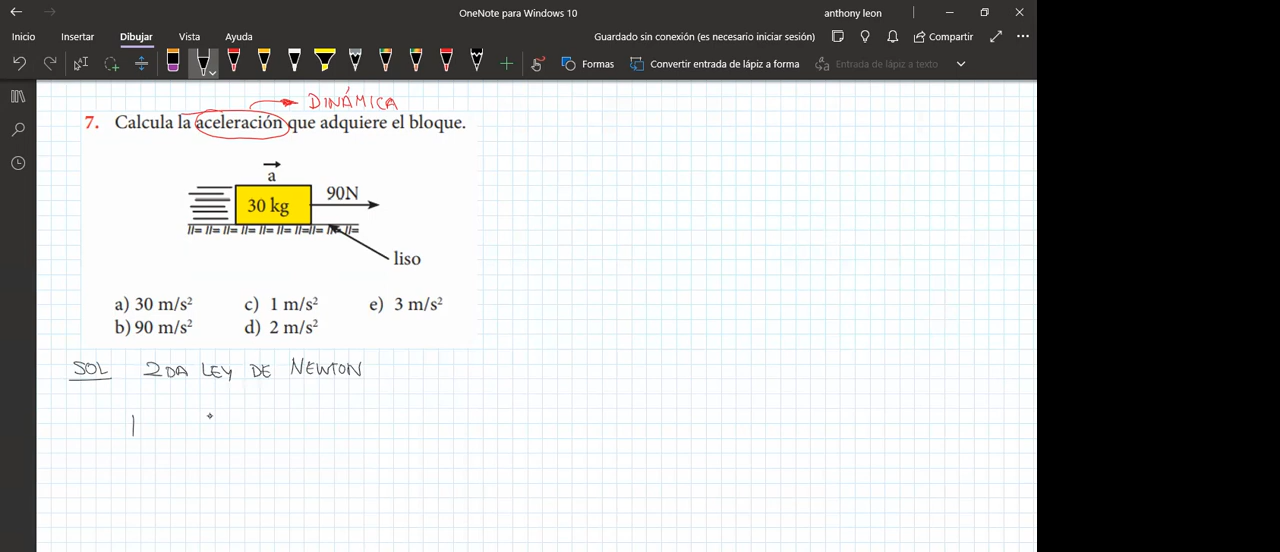 OneNote para Windows 10
anthony leon
Inicio Insertar Dibujar Vista Ayuda
Guardado sin conexión (es necesario iniciar sesión)
Compartir
Formas
Convertir entrada de lápiz a forma
Entrada de lápiz a texto
DINÁMICA
7. Calcula la aceleración que adquiere el bloque.
a
90N
30 kg
liso
a) 30 m/s² c) 1 m/s² e) 3 m/s²
b) 90 m/s² d) 2 m/s²
SOL 2DA LEY DE NEWTON